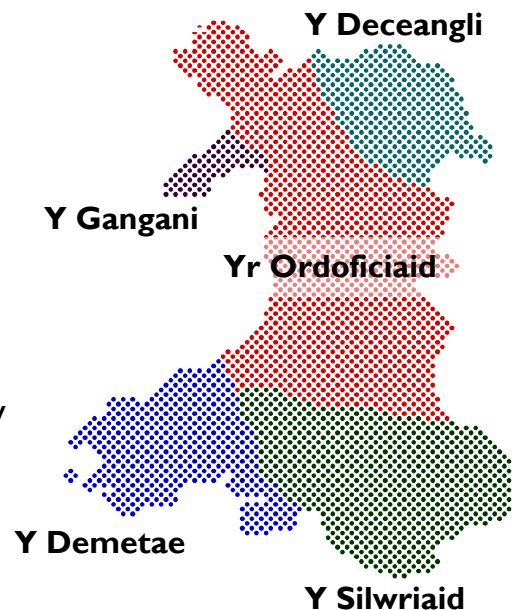 Y Deceangli
Y Gangani
Yr Ordoficiaid
Y Demetae
Y Silwriaid